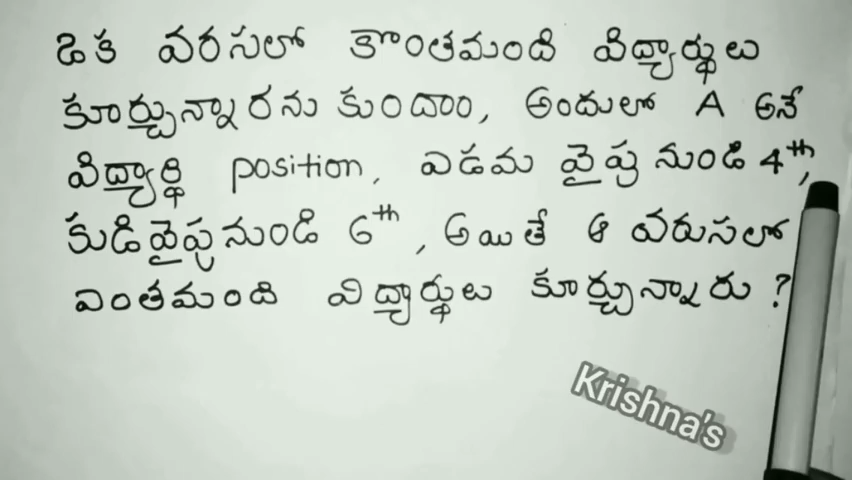 ఒక వరసలో కొంతమంది విద్యార్థులు
కూర్చున్నారను కుందాం, అందులో A అనే
విద్యార్థి position, ఎడమ వైపు నుండి 4th,
కుడివైపునుండి 6th, అయితే ఆ వరుసలో
ఎంతమంది విద్యార్థులు కూర్చున్నారు ?
Krishna's